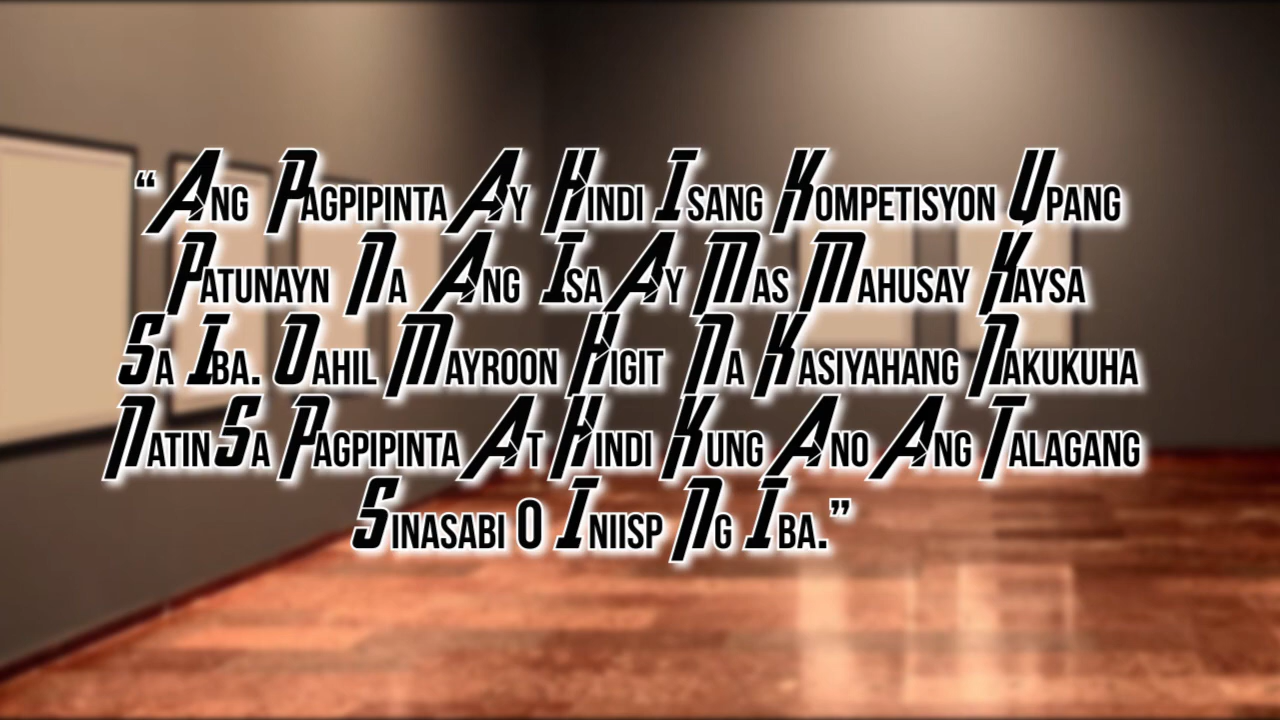 “ Ang Pagpipinta Ay Hindi Isang Kompetisyon Upang
Patunayn Na Ang Isa Ay Mas Mahusay Kaysa
Sa Iba. Dahil Mayroon Higit Na Kasiyahang Nakukuha
Natin Sa Pagpipinta At Hindi Kung Ano Ang Talagang
Sinasabi O Iniisp Ng Iba.”